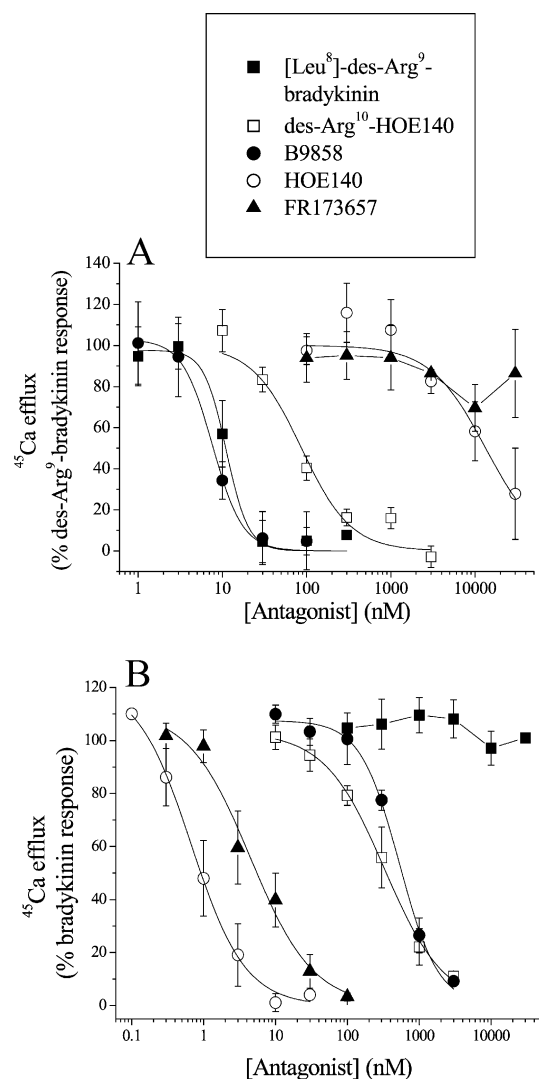 [Leu⁸]-des-Arg⁹-
bradykinin
des-Arg¹⁰-HOE140
B9858
HOE140
FR173657
A
140
120
100
80
60
40
20
0
⁴⁵Ca efflux
(% des-Arg⁹-bradykinin response)
1 10 100 1000 10000
[Antagonist] (nM)
B
120
100
80
60
40
20
0
⁴⁵Ca efflux
(% bradykinin response)
0.1 1 10 100 1000 10000
[Antagonist] (nM)